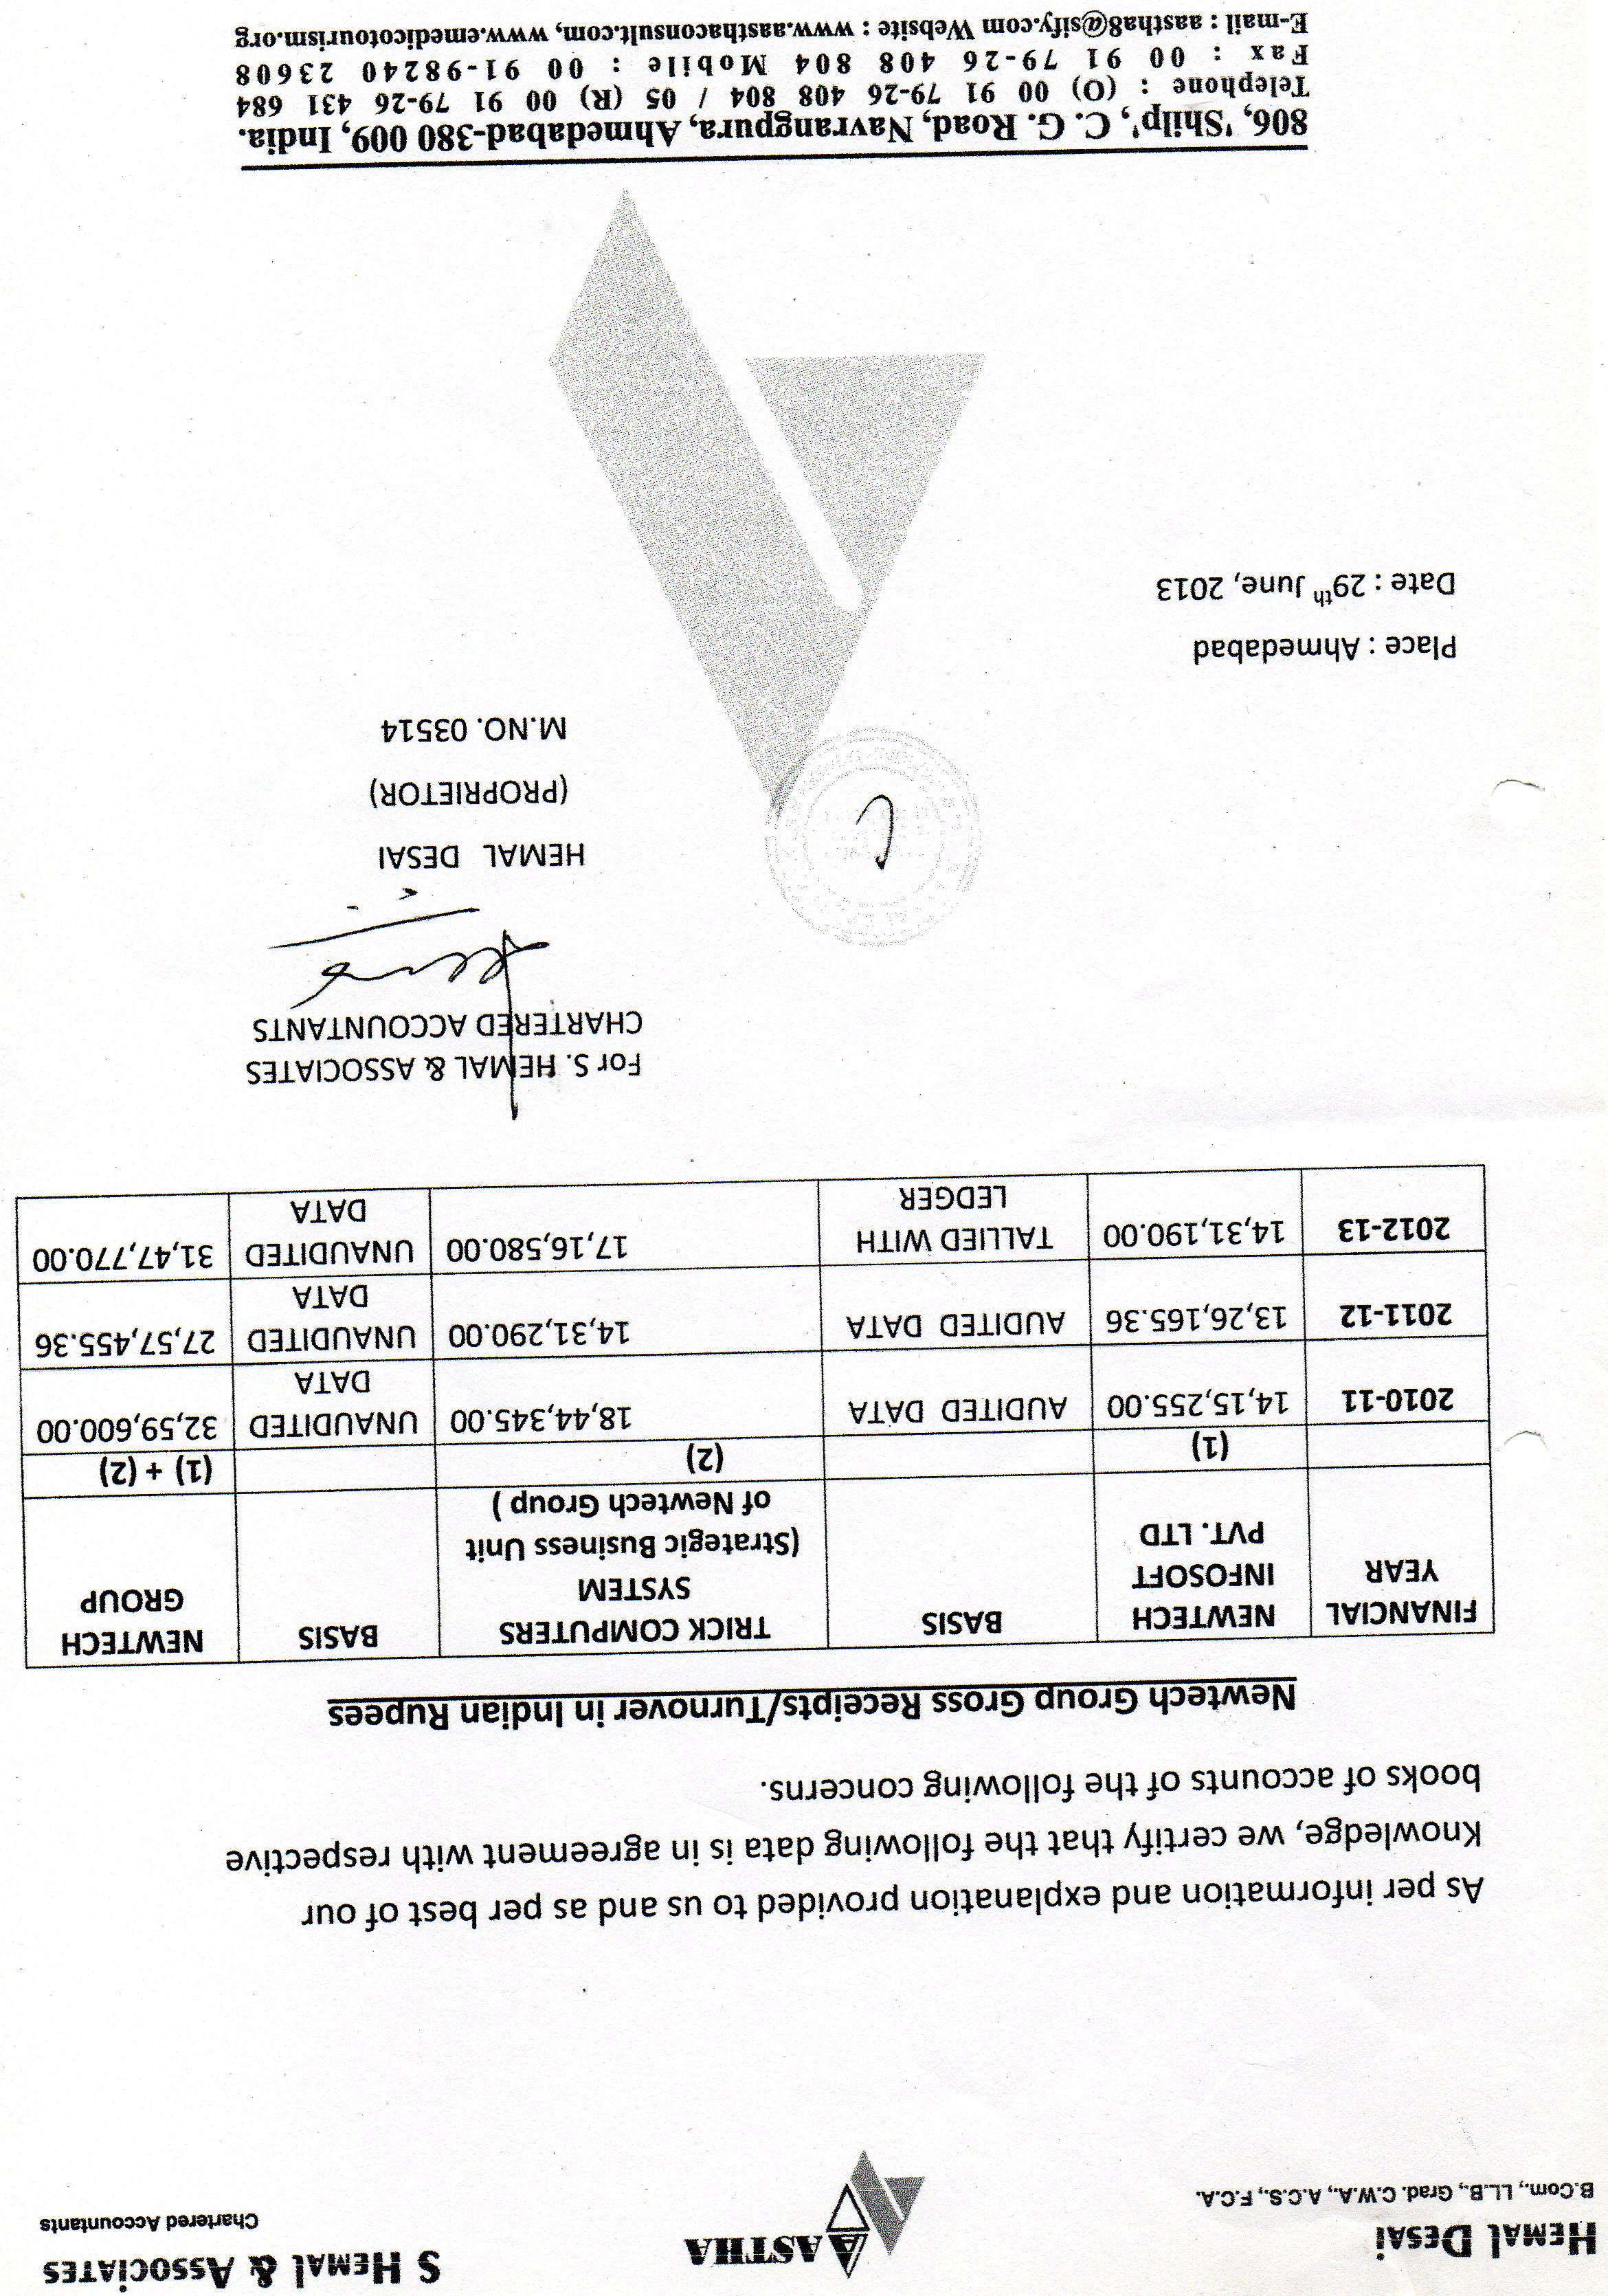 HEMAL DESAI
B.Com., LL.B., Grad. C.W.A., A.C.S., F.C.A.
AASTHA
S HEMAL & ASSOCIATES
Chartered Accountants
As per information and explanation provided to us and as per best of our
Knowledge, we certify that the following data is in agreement with respective
books of accounts of the following concerns.
Newtech Group Gross Receipts/Turnover in Indian Rupees
FINANCIAL YEAR | NEWTECH INFOSOFT PVT. LTD | BASIS | TRICK COMPUTERS SYSTEM (Strategic Business Unit of Newtech Group ) | BASIS | NEWTECH GROUP
(1) | (2) | (1) + (2)
2010-11 | 14,15,255.00 | AUDITED DATA | 18,44,345.00 | UNAUDITED DATA | 32,59,600.00
2011-12 | 13,26,165.36 | AUDITED DATA | 14,31,290.00 | UNAUDITED DATA | 27,57,455.36
2012-13 | 14,31,190.00 | TALLIED WITH LEDGER | 17,16,580.00 | UNAUDITED DATA | 31,47,770.00
For S. HEMAL & ASSOCIATES
CHARTERED ACCOUNTANTS
HEMAL DESAI
(PROPRIETOR)
M.NO. 03514
Place : Ahmedabad
Date : 29th June, 2013
806, 'Shilp', C. G. Road, Navrangpura, Ahmedabad-380 009, India.
Telephone : (O) 00 91 79-26 408 804 / 05 (R) 00 91 79-26 431 684
Fax : 00 91 79-26 408 804 Mobile : 00 91-98240 23608
E-mail : aastha8@sify.com Website : www.aasthaconsult.com, www.emedicotourism.org